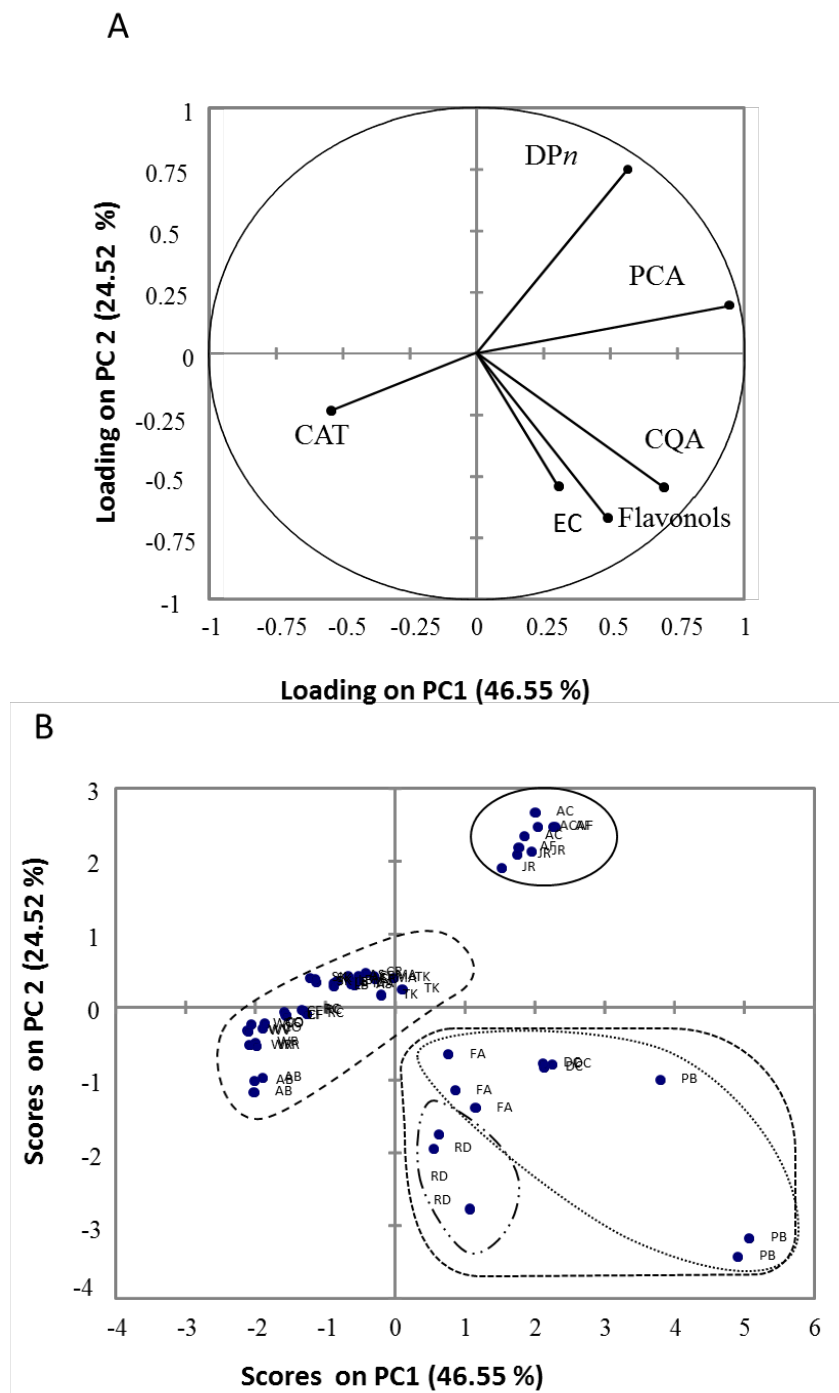 A
1
0.75
0.5
0.25
0
-0.25
-0.5
-0.75
-1
Loading on PC 2 (24.52 %)
DPn
PCA
CAT
CQA
EC
Flavonols
-1 -0.75 -0.5 -0.25 0 0.25 0.5 0.75 1
Loading on PC1 (46.55 %)
B
3
2
1
0
-1
-2
-3
-4
Scores on PC 2 (24.52 %)
AC
AF
AC
AF
JR JR
JR
TK
TK
TK
RC
AB
AB
AB
FA
FA
FA
DC
PB
RD
RD
RD
PB
PB
-4 -3 -2 -1 0 1 2 3 4 5 6
Scores on PC1 (46.55 %)